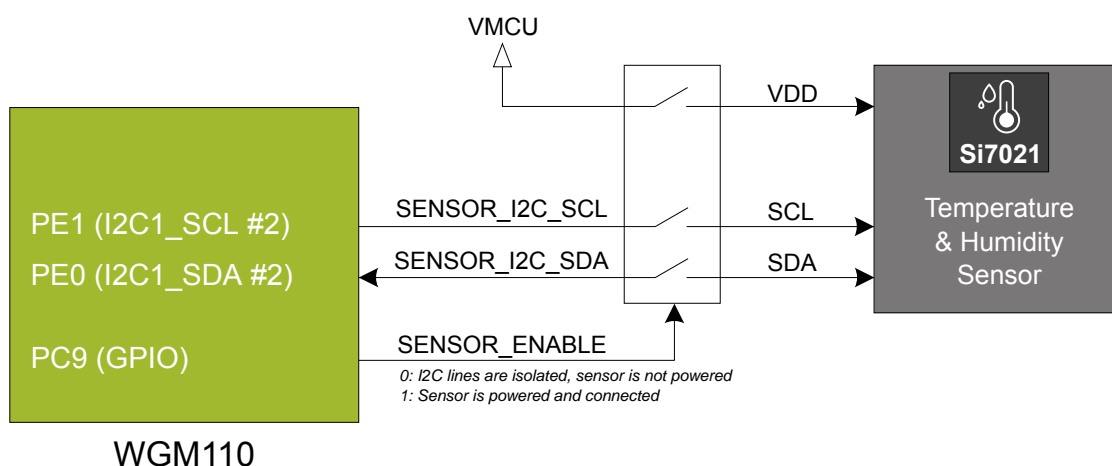 VMCU
VDD
Si7021
PE1 (I2C1_SCL #2)
SENSOR_I2C_SCL
SCL
Temperature
& Humidity
Sensor
PE0 (I2C1_SDA #2)
SENSOR_I2C_SDA
SDA
PC9 (GPIO)
SENSOR_ENABLE
0: I2C lines are isolated, sensor is not powered
1: Sensor is powered and connected
WGM110